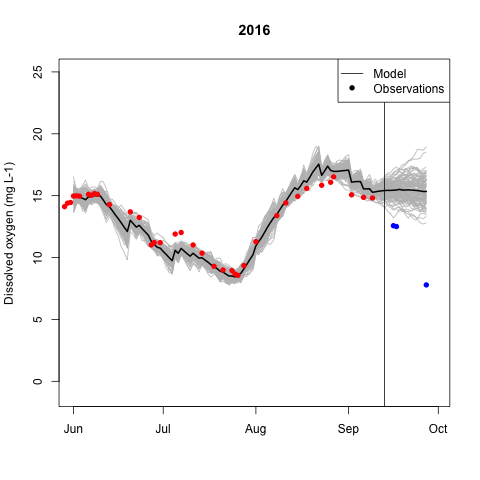 2016
Model
Observations
Dissolved oxygen (mg L-1)
25
20
15
10
5
0
Jun
Jul
Aug
Sep
Oct